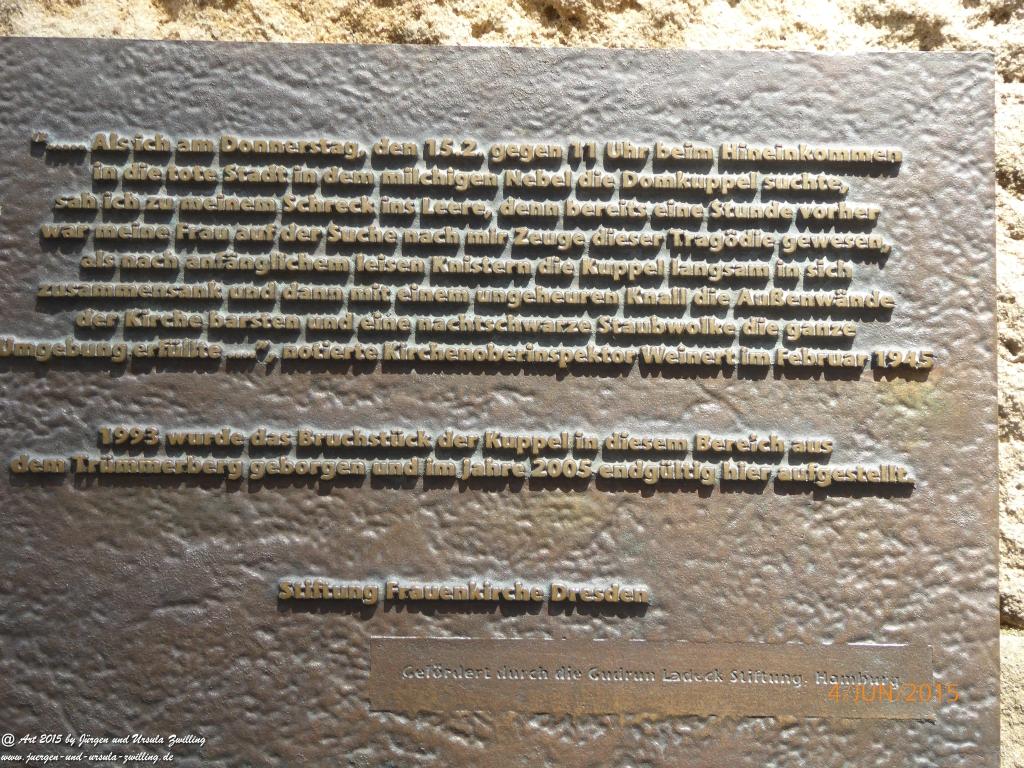 "..... Als ich am Donnerstag, den 15.2. gegen 11 Uhr beim Hineinkommen
in die tote Stadt in dem milchigen Nebel die Domkuppel suchte,
sah ich zu meinem Schreck ins Leere, denn bereits eine Stunde vorher
war meine Frau auf der Suche nach mir Zeuge dieser Tragödie gewesen,
als nach anfänglichem leisen Knistern die Kuppel langsam in sich
zusammensank und dann mit einem ungeheuren Knall die Außenwände
der Kirche barsten und eine nachtschwarze Staubwolke die ganze
Umgebung erfüllte .....", notierte Kirchenoberinspektor Weinert im Februar 1945
1993 wurde das Bruchstück der Kuppel in diesem Bereich aus
dem Trümmerberg geborgen und im Jahre 2005 endgültig hier aufgestellt.
Stiftung Frauenkirche Dresden
Gefördert durch die Gudrun Ladeck Stiftung, Hamburg
4/JUN/2015
@ Art 2015 by Jürgen und Ursula Zwilling
www.juergen-und-ursula-zwilling.de